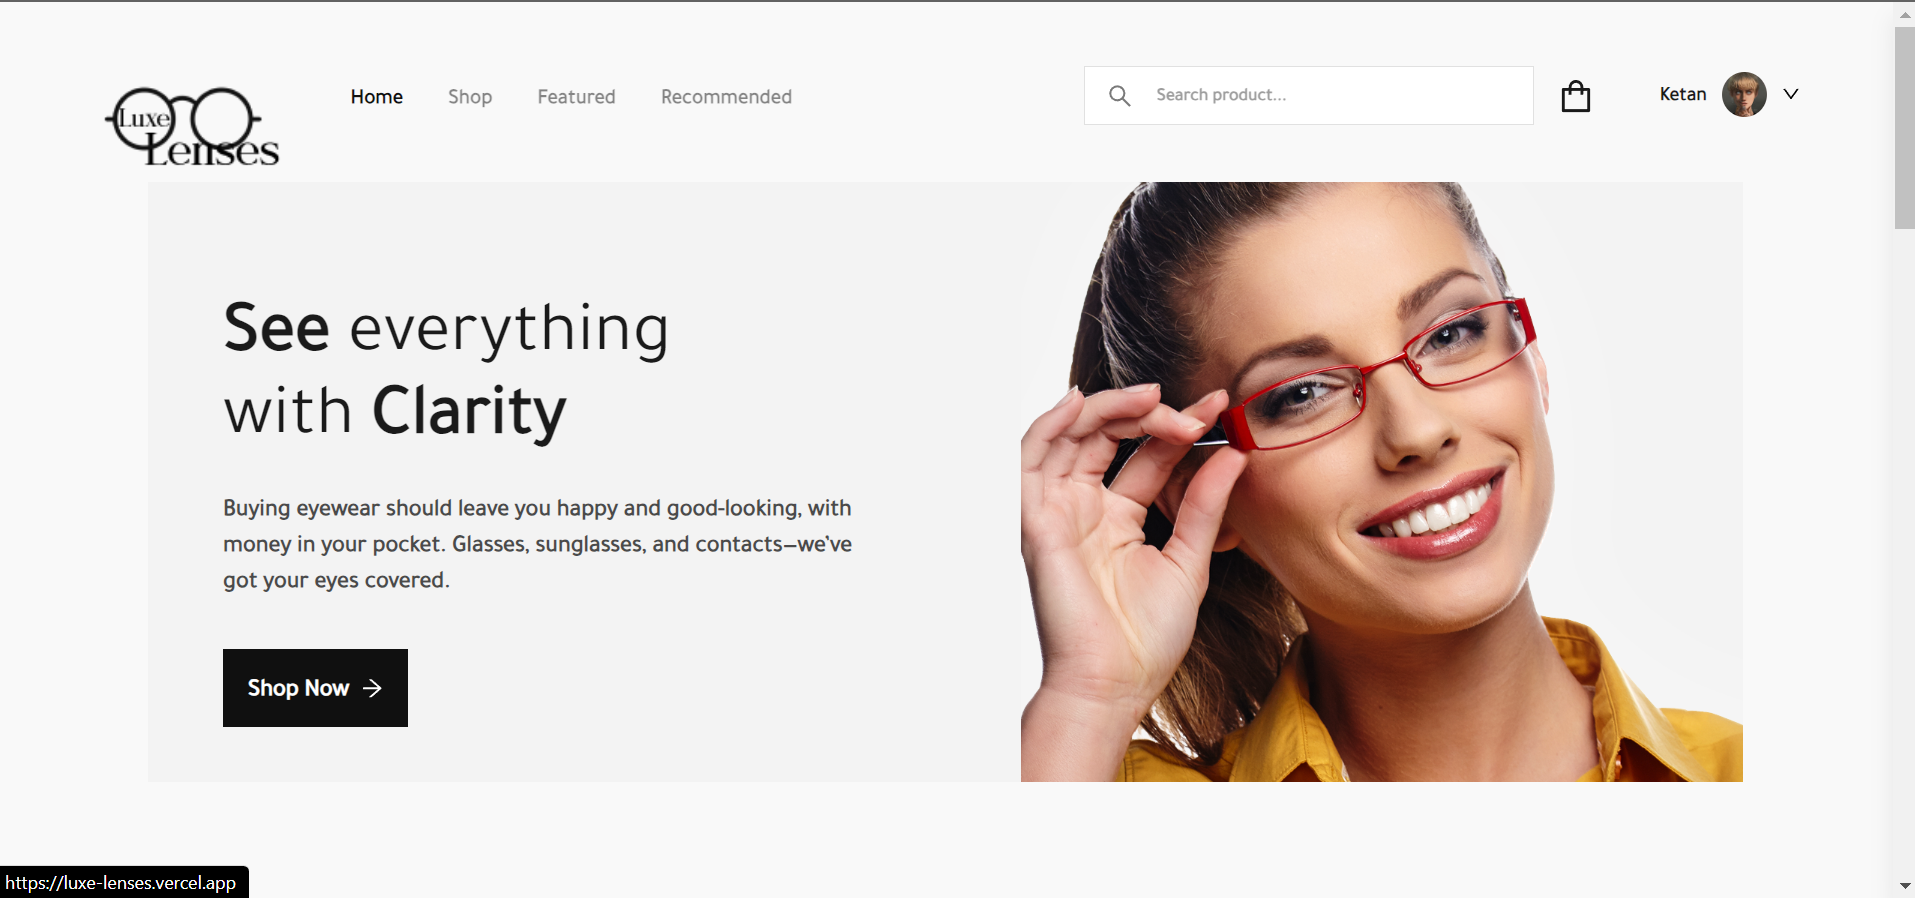 Luxe
Lenses
Home Shop Featured Recommended
Search product...
Ketan
See everything
with Clarity
Buying eyewear should leave you happy and good-looking, with
money in your pocket. Glasses, sunglasses, and contacts—we’ve
got your eyes covered.
Shop Now
https://luxe-lenses.vercel.app